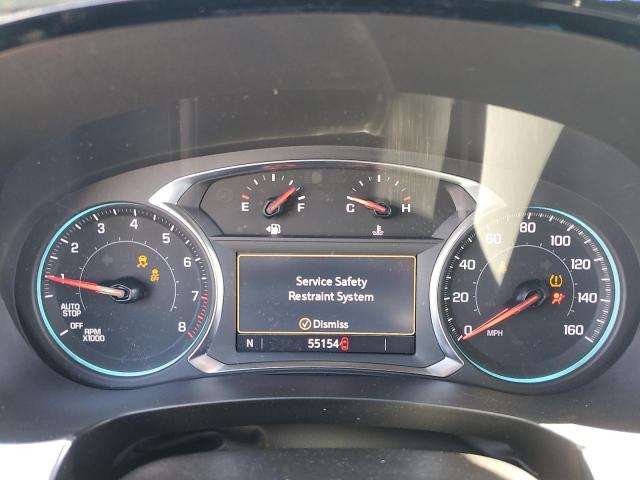 E F C H
Service Safety
Restraint System
Dismiss
N 55154
1 2 3 4 5 6 7 8
AUTO
STOP
OFF
RPM
X1000
0 20 40 60 80 100 120 140 160
MPH